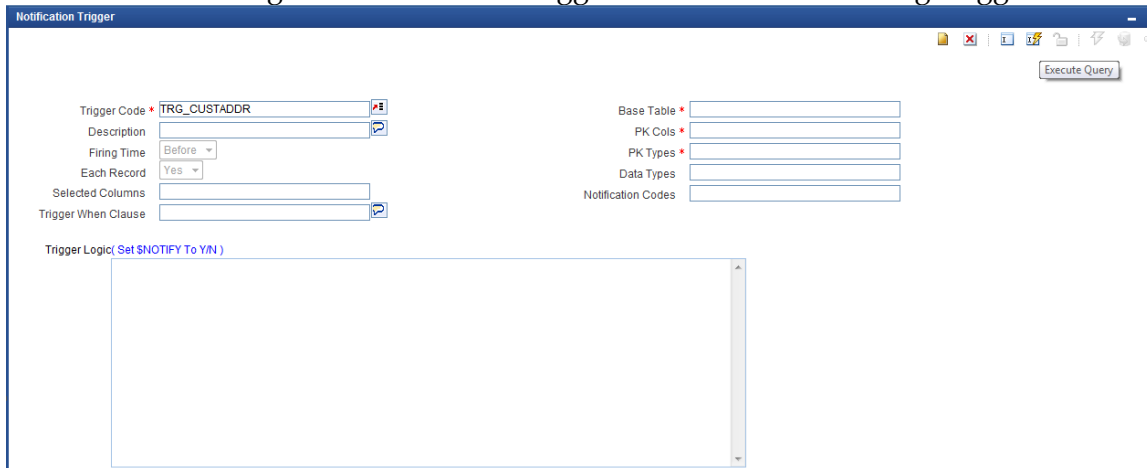 Notification Trigger
Execute Query
Trigger Code * TRG_CUSTADDR
Base Table *
Description
PK Cols *
Firing Time Before
PK Types *
Each Record Yes
Data Types
Selected Columns
Notification Codes
Trigger When Clause
Trigger Logic( Set $NOTIFY To Y/N )